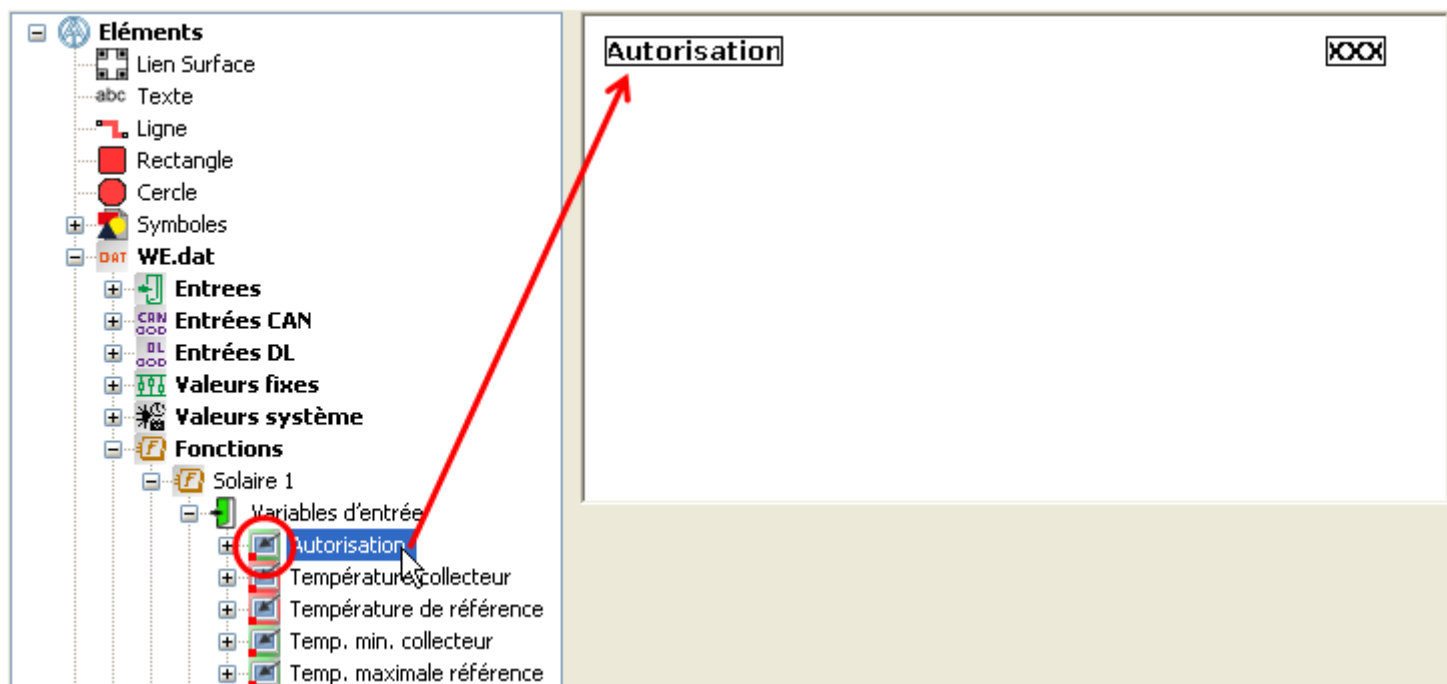 Eléments
Lien Surface
abc Texte
Ligne
Rectangle
Cercle
Symboles
DAT WE.dat
Entrees
CAN Entrées CAN
DL Entrées DL
Valeurs fixes
Valeurs système
F Fonctions
F Solaire 1
Variables d'entrée
Autorisation
Température collecteur
Température de référence
Temp. min. collecteur
Temp. maximale référence
Autorisation XXX